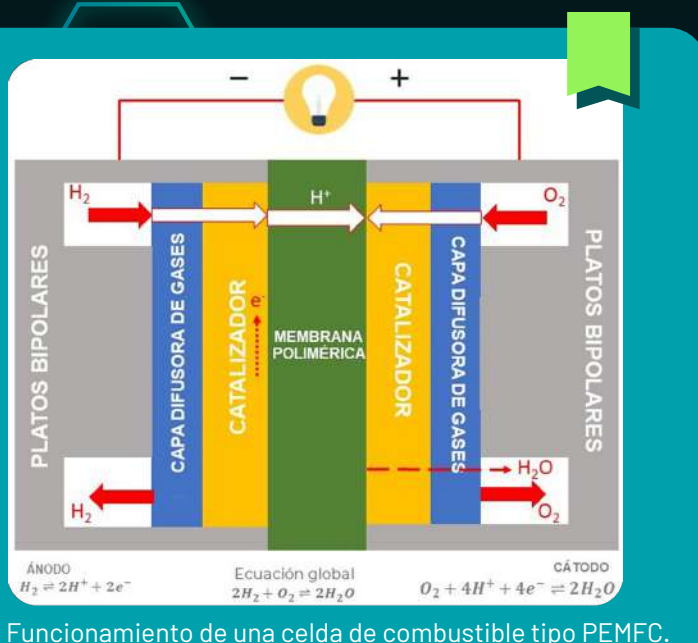 − +
H₂
H⁺
O₂
PLATOS BIPOLARES
CAPA DIFUSORA DE GASES
CATALIZADOR
e⁻
MEMBRANA
POLIMÉRICA
CATALIZADOR
CAPA DIFUSORA DE GASES
PLATOS BIPOLARES
H₂O
H₂
O₂
ÁNODO
H₂ ⇌ 2H⁺ + 2e⁻
Ecuación global
2H₂ + O₂ ⇌ 2H₂O
CÁTODO
O₂ + 4H⁺ + 4e⁻ ⇌ 2H₂O
Funcionamiento de una celda de combustible tipo PEMFC.